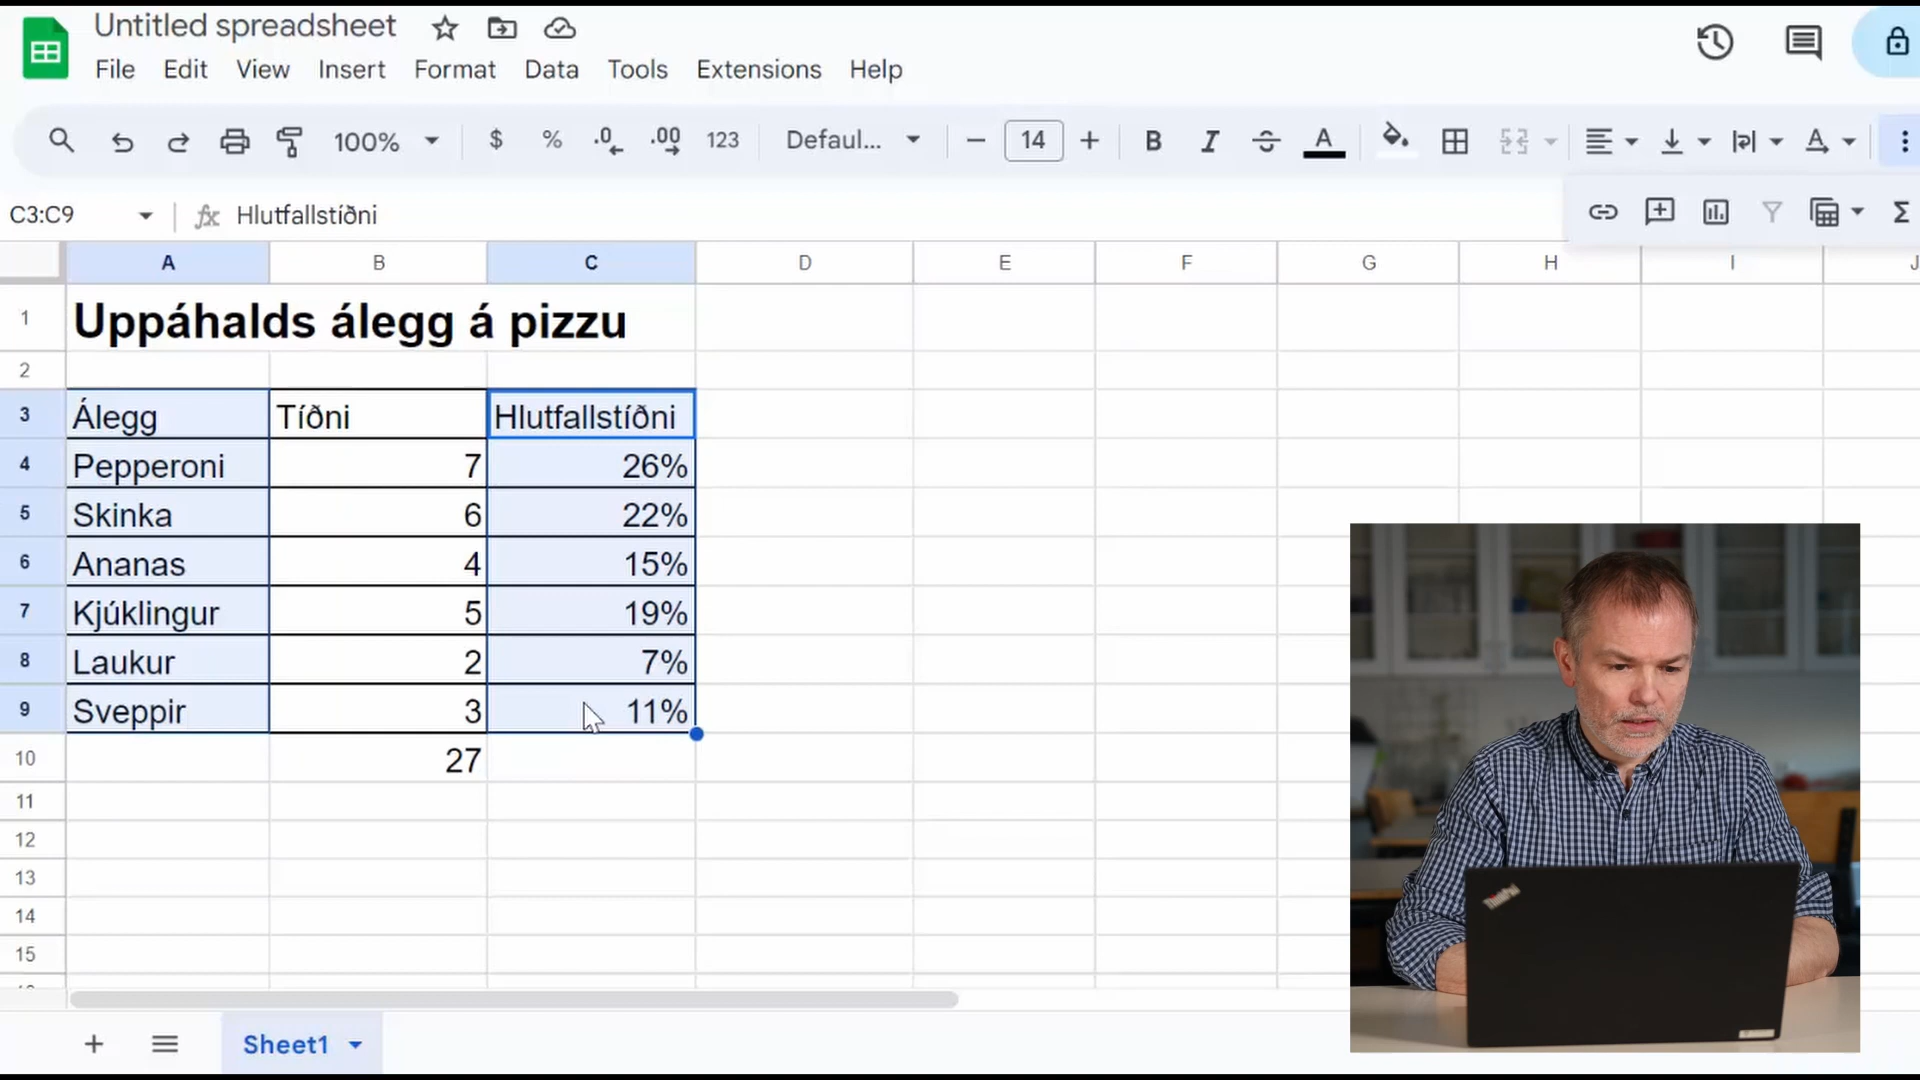 Untitled spreadsheet
File Edit View Insert Format Data Tools Extensions Help
100% $ % .0 .00 123 Defaul... 14 B I A A
C3:C9 fx Hlutfallstíðni Σ
A B C D E F G H I J
1 Uppáhalds álegg á pizzu
2
3 Álegg Tíðni Hlutfallstíðni
4 Pepperoni 7 26%
5 Skinka 6 22%
6 Ananas 4 15%
7 Kjúklingur 5 19%
8 Laukur 2 7%
9 Sveppir 3 11%
10 27
11
12
13
14
15
Sheet1